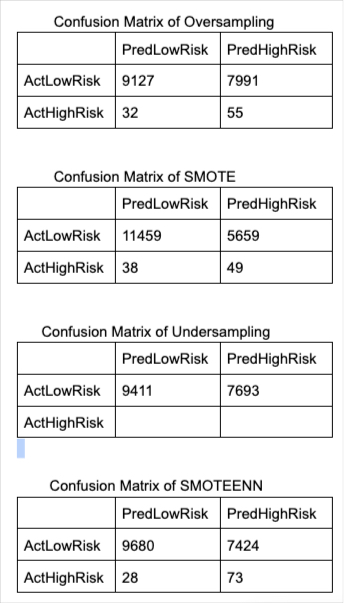 Confusion Matrix of Oversampling
PredLowRisk PredHighRisk
ActLowRisk 9127 7991
ActHighRisk 32 55
Confusion Matrix of SMOTE
PredLowRisk PredHighRisk
ActLowRisk 11459 5659
ActHighRisk 38 49
Confusion Matrix of Undersampling
PredLowRisk PredHighRisk
ActLowRisk 9411 7693
ActHighRisk
Confusion Matrix of SMOTEENN
PredLowRisk PredHighRisk
ActLowRisk 9680 7424
ActHighRisk 28 73